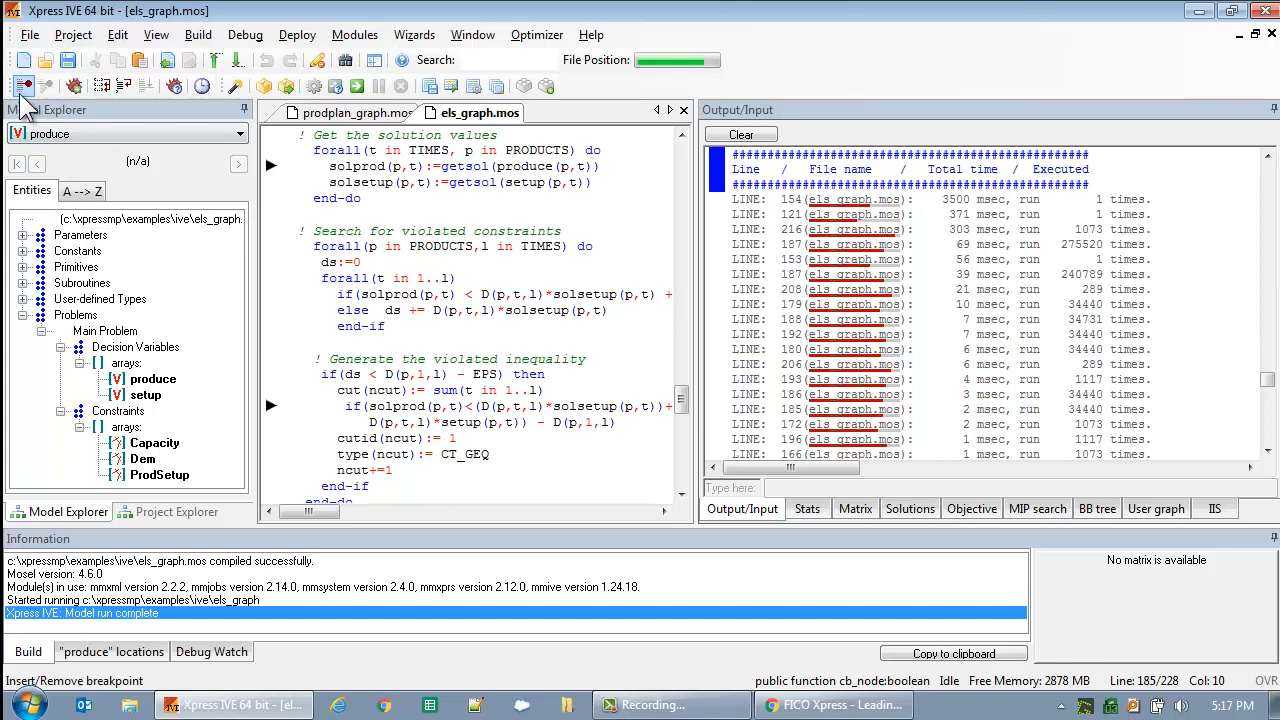 Xpress IVE 64 bit - [els_graph.mos]
File Project Edit View Build Debug Deploy Modules Wizards Window Optimizer Help
Search: File Position:
Model Explorer
produce
(n/a)
Entities A --> Z
[c:\xpressmp\examples\ive\els_graph.
Parameters
Constants
Primitives
Subroutines
User-defined Types
Problems
Main Problem
Decision Variables
arrays:
produce
setup
Constraints
arrays:
Capacity
Dem
ProdSetup
Model Explorer Project Explorer
prodplan_graph.mos els_graph.mos
! Get the solution values
forall(t in TIMES, p in PRODUCTS) do
solprod(p,t):=getsol(produce(p,t))
solsetup(p,t):=getsol(setup(p,t))
end-do
! Search for violated constraints
forall(p in PRODUCTS,l in TIMES) do
ds:=0
forall(t in 1..l)
if(solprod(p,t) < D(p,t,l)*solsetup(p,t) +
else ds += D(p,t,l)*solsetup(p,t)
end-if
! Generate the violated inequality
if(ds < D(p,1,l) - EPS) then
cut(ncut):= sum(t in 1..l)
if(solprod(p,t)<(D(p,t,l)*solsetup(p,t))+
D(p,t,l)*setup(p,t)) - D(p,1,l)
cutid(ncut):= 1
type(ncut):= CT_GEQ
ncut+=1
end-if
end-do
Output/Input
Clear
###################################################
Line / File name / Total time / Executed
###################################################
LINE: 154(els_graph.mos): 3500 msec, run 1 times.
LINE: 121(els_graph.mos): 371 msec, run 1 times.
LINE: 216(els_graph.mos): 303 msec, run 1073 times.
LINE: 187(els_graph.mos): 69 msec, run 275520 times.
LINE: 153(els_graph.mos): 56 msec, run 1 times.
LINE: 187(els_graph.mos): 39 msec, run 240789 times.
LINE: 208(els_graph.mos): 21 msec, run 289 times.
LINE: 179(els_graph.mos): 10 msec, run 34440 times.
LINE: 188(els_graph.mos): 7 msec, run 34731 times.
LINE: 192(els_graph.mos): 7 msec, run 34440 times.
LINE: 180(els_graph.mos): 6 msec, run 34440 times.
LINE: 206(els_graph.mos): 6 msec, run 289 times.
LINE: 193(els_graph.mos): 4 msec, run 1117 times.
LINE: 186(els_graph.mos): 3 msec, run 34440 times.
LINE: 185(els_graph.mos): 2 msec, run 34440 times.
LINE: 172(els_graph.mos): 2 msec, run 1073 times.
LINE: 196(els_graph.mos): 1 msec, run 1117 times.
LINE: 166(els_graph.mos): 1 msec, run 1073 times.
Type here:
Output/Input Stats Matrix Solutions Objective MIP search BB tree User graph IIS
Information
c:\xpressmp\examples\ive\els_graph.mos compiled successfully.
Mosel version: 4.6.0
Module(s) in use: mmxml version 2.2.2, mmjobs version 2.14.0, mmsystem version 2.4.0, mmxprs version 2.12.0, mmive version 1.24.18.
Started running c:\xpressmp\examples\ive\els_graph
Xpress IVE: Model run complete
No matrix is available
Build "produce" locations Debug Watch
Copy to clipboard
Insert/Remove breakpoint
public function cb_node:boolean Idle Free Memory: 2878 MB Line: 185/228 Col: 10 OVR
Xpress IVE 64 bit - [el... Recording... FICO Xpress - Leadin... 5:17 PM